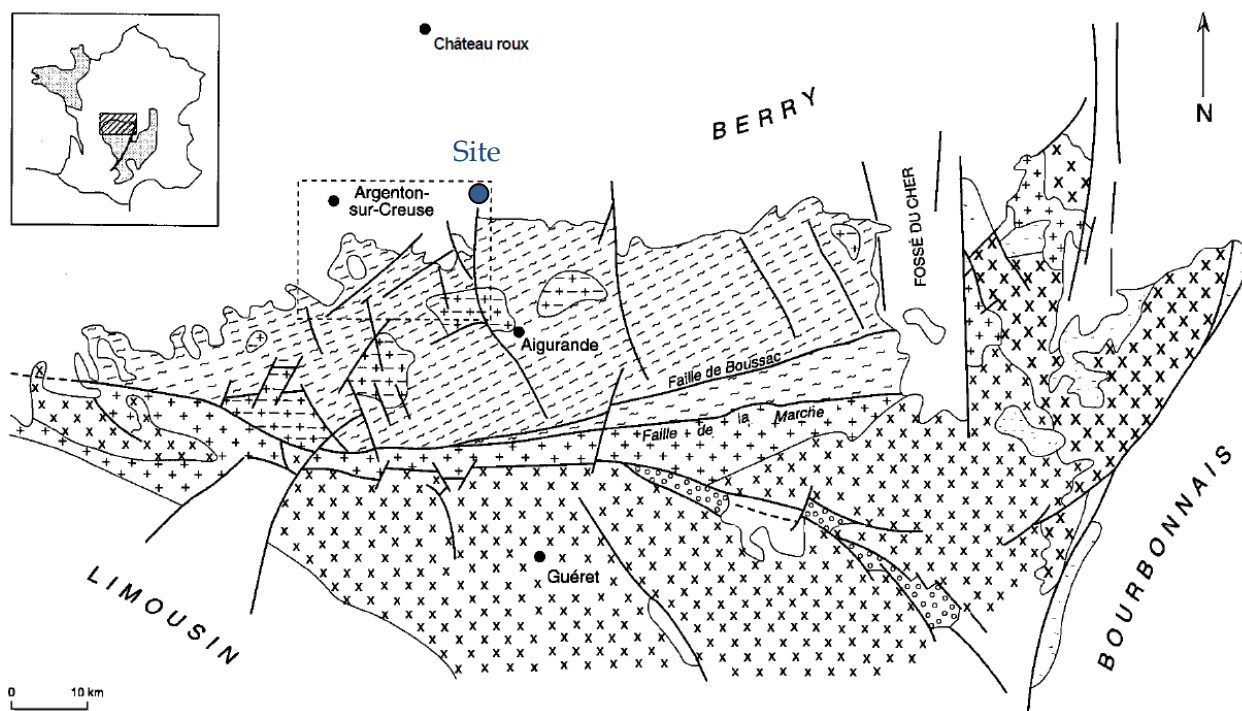 Château roux
N
BERRY
Site
Argenton-
sur-Creuse
FOSSÉ DU CHER
Aigurande
Faille de Boussac
Faille de la Marche
Guéret
LIMOUSIN
BOURBONNAIS
0 10 km